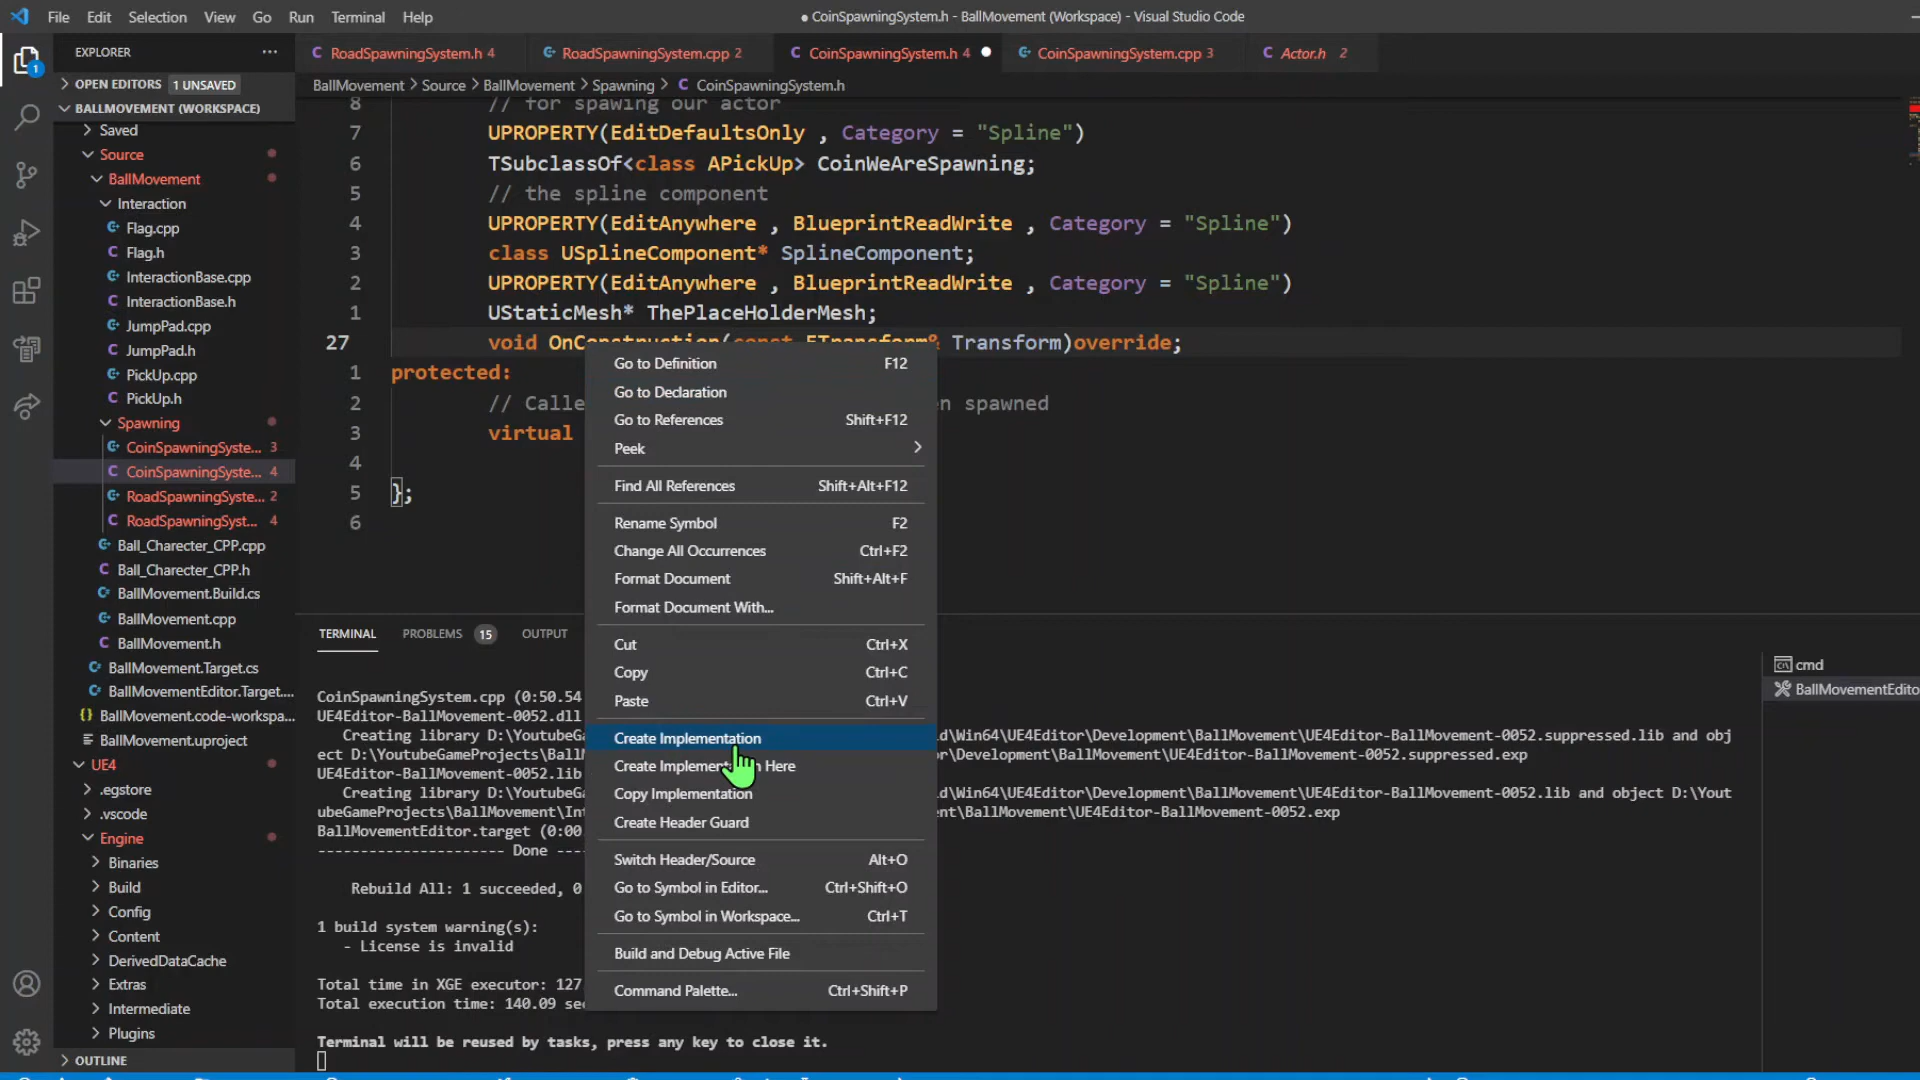 File Edit Selection View Go Run Terminal Help
● CoinSpawningSystem.h - BallMovement (Workspace) - Visual Studio Code
EXPLORER
OPEN EDITORS 1 UNSAVED
BALLMOVEMENT (WORKSPACE)
Saved
Source
BallMovement
Interaction
Flag.cpp
Flag.h
InteractionBase.cpp
InteractionBase.h
JumpPad.cpp
JumpPad.h
PickUp.cpp
PickUp.h
Spawning
CoinSpawningSyste... 3
CoinSpawningSyste... 4
RoadSpawningSyste... 2
RoadSpawningSyst... 4
Ball_Charecter_CPP.cpp
Ball_Charecter_CPP.h
BallMovement.Build.cs
BallMovement.cpp
BallMovement.h
BallMovement.Target.cs
BallMovementEditor.Target....
BallMovement.code-workspa...
BallMovement.uproject
UE4
.egstore
.vscode
Engine
Binaries
Build
Config
Content
DerivedDataCache
Extras
Intermediate
Plugins
OUTLINE
1
RoadSpawningSystem.h 4 RoadSpawningSystem.cpp 2 CoinSpawningSystem.h 4 ● CoinSpawningSystem.cpp 3 Actor.h 2
BallMovement > Source > BallMovement > Spawning > CoinSpawningSystem.h
8 // for spawing our actor
7 UPROPERTY(EditDefaultsOnly , Category = "Spline")
6 TSubclassOf<class APickUp> CoinWeAreSpawning;
5 // the spline component
4 UPROPERTY(EditAnywhere , BlueprintReadWrite , Category = "Spline")
3 class USplineComponent* SplineComponent;
2 UPROPERTY(EditAnywhere , BlueprintReadWrite , Category = "Spline")
1 UStaticMesh* ThePlaceHolderMesh;
27 void OnConstruction(const FTransform& Transform)override;
1 protected:
2 // Calle n spawned
3 virtual
4
5 };
6
Go to Definition F12
Go to Declaration
Go to References Shift+F12
Peek
Find All References Shift+Alt+F12
Rename Symbol F2
Change All Occurrences Ctrl+F2
Format Document Shift+Alt+F
Format Document With...
Cut Ctrl+X
Copy Ctrl+C
Paste Ctrl+V
Create Implementation
Create Implementation Here
Copy Implementation
Create Header Guard
Switch Header/Source Alt+O
Go to Symbol in Editor... Ctrl+Shift+O
Go to Symbol in Workspace... Ctrl+T
Build and Debug Active File
Command Palette... Ctrl+Shift+P
TERMINAL PROBLEMS 15 OUTPUT
cmd
BallMovementEdito
CoinSpawningSystem.cpp (0:50.54
UE4Editor-BallMovement-0052.dll
Creating library D:\YoutubeGa d\Win64\UE4Editor\Development\BallMovement\UE4Editor-BallMovement-0052.suppressed.lib and obj
ect D:\YoutubeGameProjects\Ball or\Development\BallMovement\UE4Editor-BallMovement-0052.suppressed.exp
UE4Editor-BallMovement-0052.lib
Creating library D:\YoutubeGa d\Win64\UE4Editor\Development\BallMovement\UE4Editor-BallMovement-0052.lib and object D:\Yout
ubeGameProjects\BallMovement\Int nt\BallMovement\UE4Editor-BallMovement-0052.exp
BallMovementEditor.target (0:00
---------------------- Done ----
Rebuild All: 1 succeeded, 0
1 build system warning(s):
- License is invalid
Total time in XGE executor: 127
Total execution time: 140.09 se
Terminal will be reused by tasks, press any key to close it.